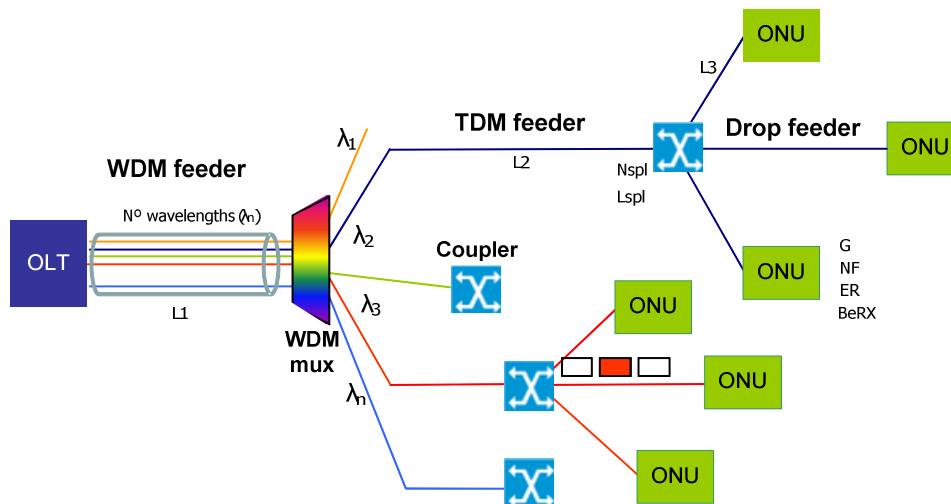 ONU
L3
TDM feeder
Drop feeder
λ1
ONU
L2
WDM feeder
Nspl
Lspl
Nº wavelengths (λn)
λ2
Coupler
OLT
ONU
G
NF
ER
BeRX
L1
λ3
ONU
WDM
mux
ONU
λn
ONU